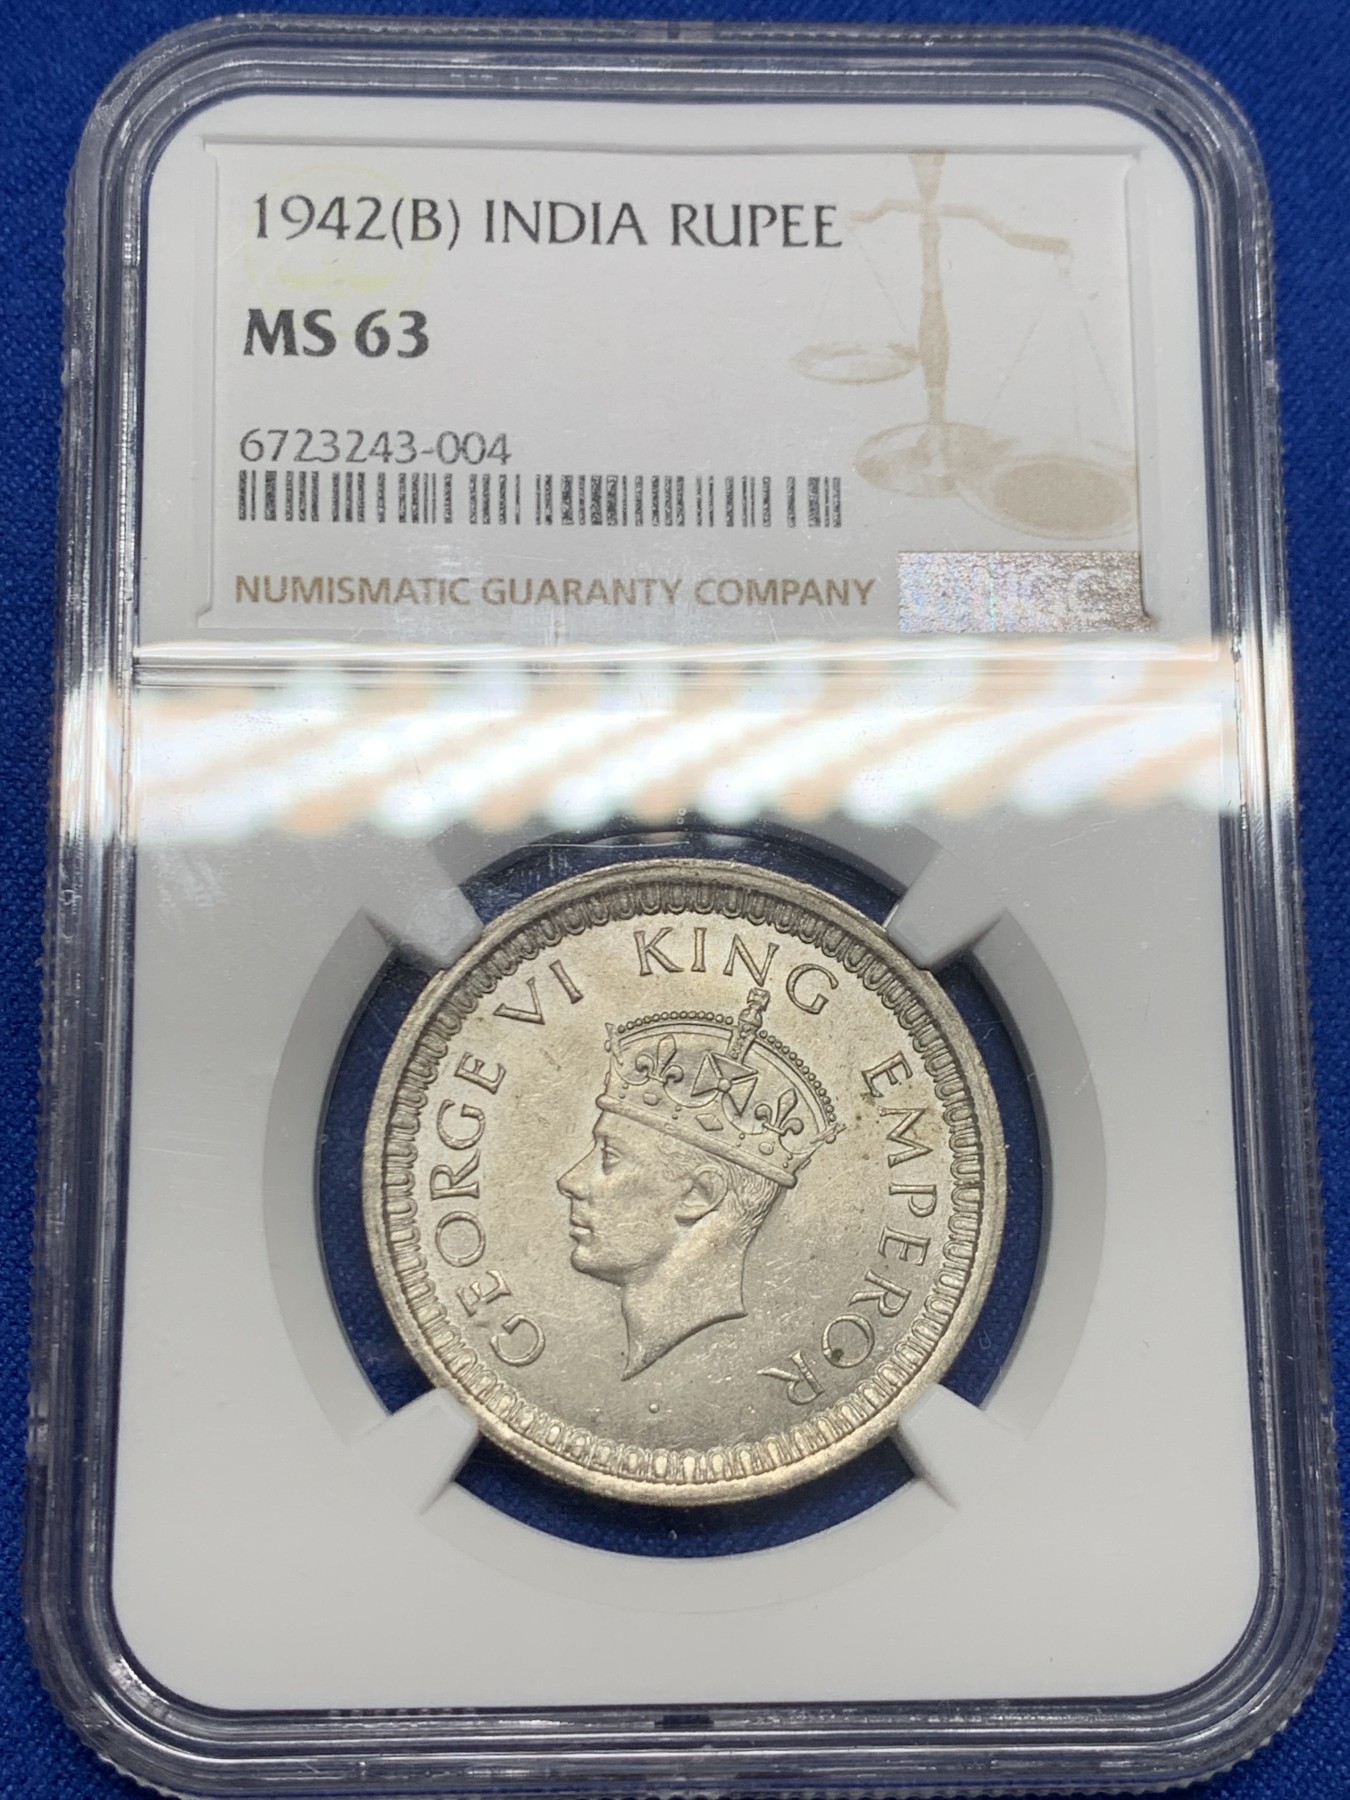 1942(B) INDIA RUPEE
MS 63
6723243-004
NUMISMATIC GUARANTY COMPANY
GEORGE VI KING EMPEROR